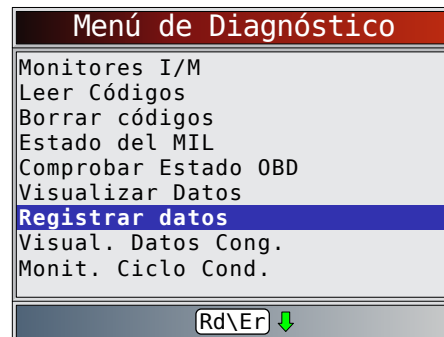 Menú de Diagnóstico
Monitores I/M
Leer Códigos
Borrar códigos
Estado del MIL
Comprobar Estado OBD
Visualizar Datos
Registrar datos
Visual. Datos Cong.
Monit. Ciclo Cond.
Rd\Er